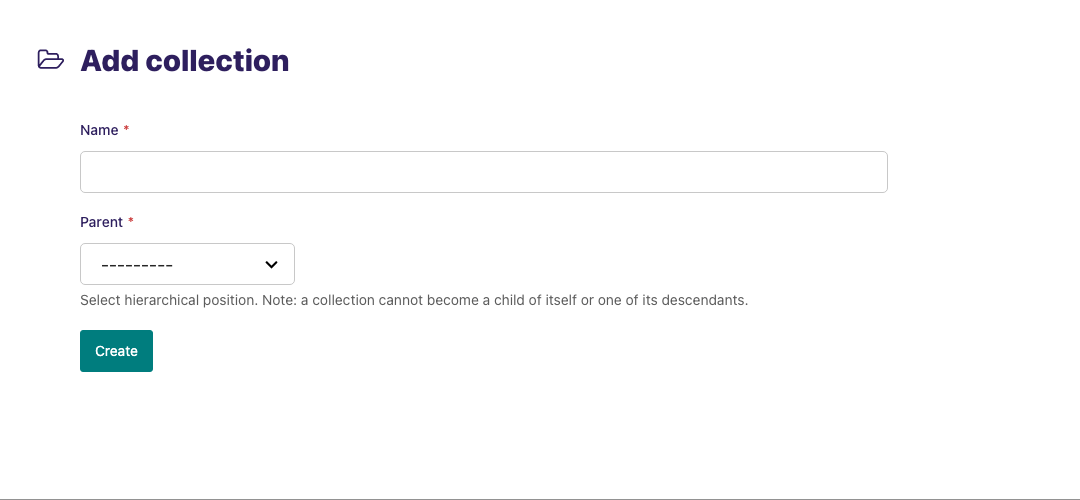 Add collection
Name *
Parent *
---------
Select hierarchical position. Note: a collection cannot become a child of itself or one of its descendants.
Create